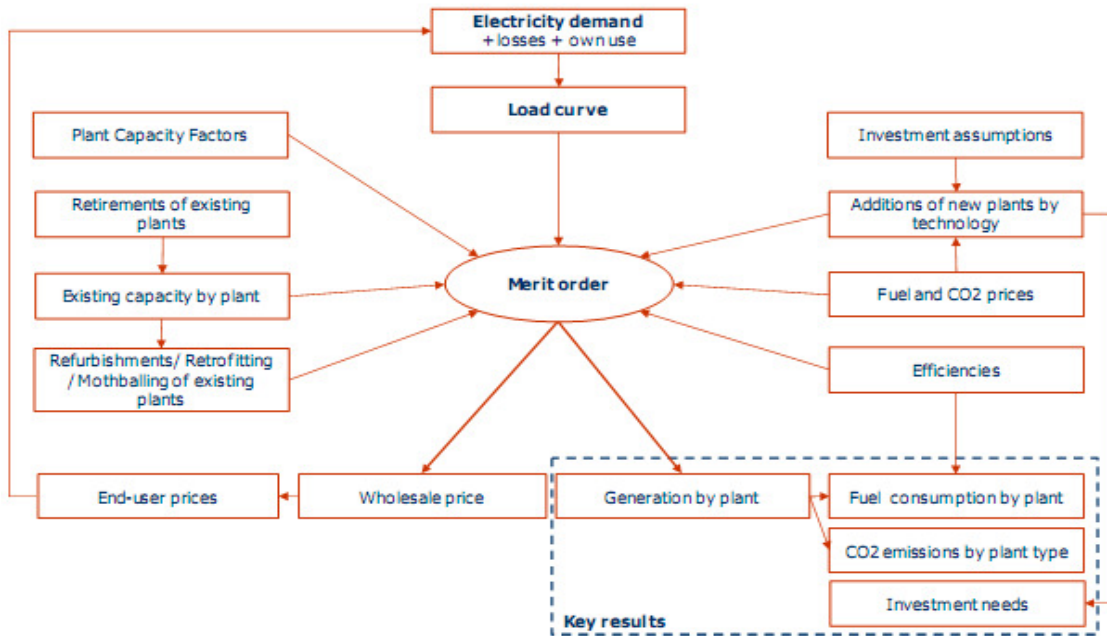 Electricity demand
+losses + own use
Load curve
Plant Capacity Factors
Investment assumptions
Retirements of existing
plants
Additions of new plants by
technology
Existing capacity by plant
Merit order
Fuel and CO2 prices
Refurbishments/ Retrofitting
/ Mothballing of existing
plants
Efficiencies
End-user prices
Wholesale price
Generation by plant
Fuel consumption by plant
CO2 emissions by plant type
Investment needs
Key results